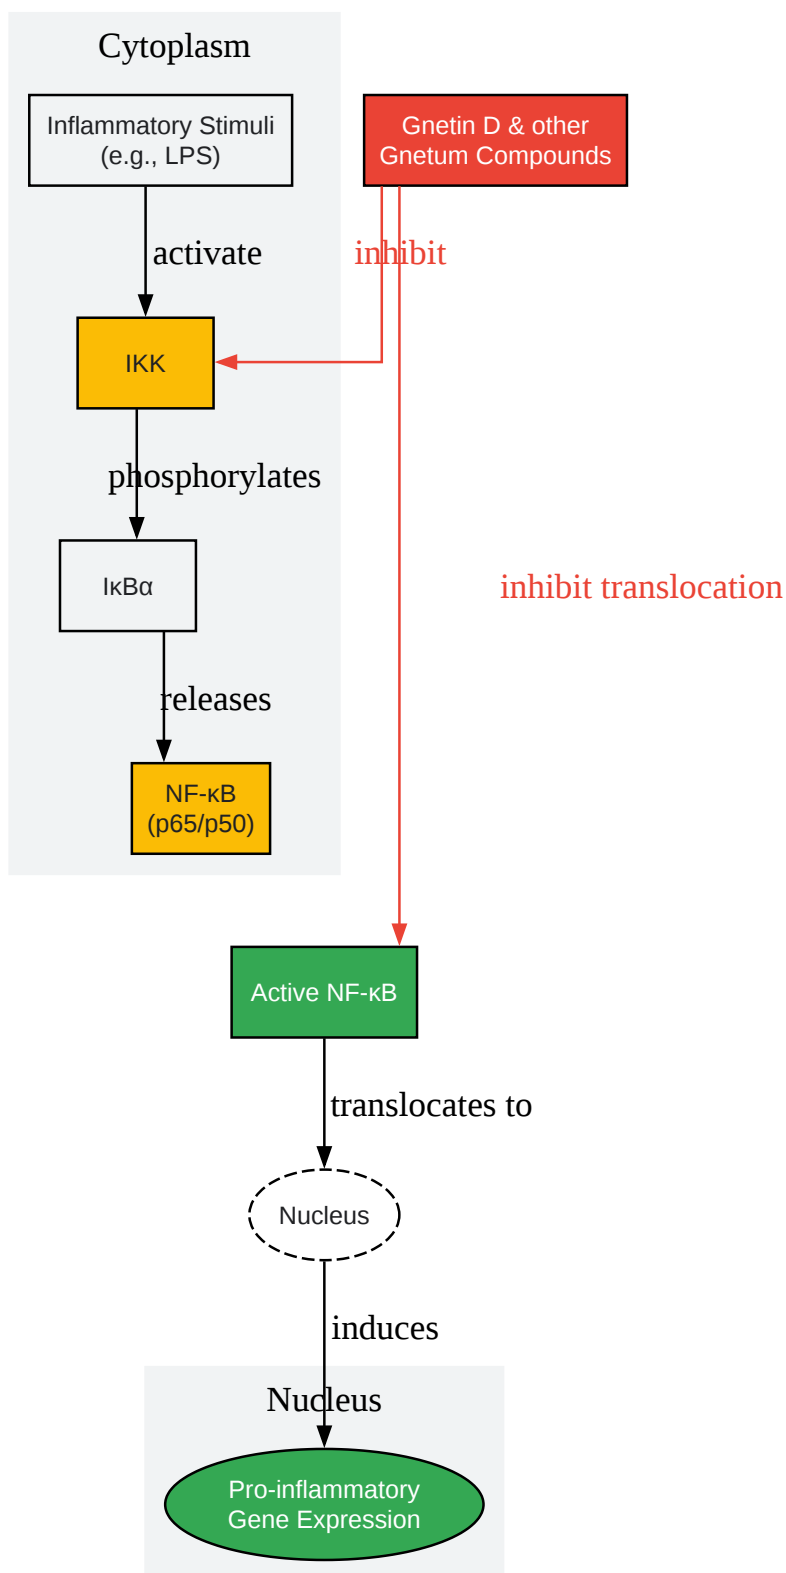 Cytoplasm
Inflammatory Stimuli
(e.g., LPS)
Gnetin D & other
Gnetum Compounds
activate
inhibit
IKK
phosphorylates
IκBα
inhibit translocation
releases
NF-κB
(p65/p50)
Active NF-κB
translocates to
Nucleus
induces
Nucleus
Pro-inflammatory
Gene Expression